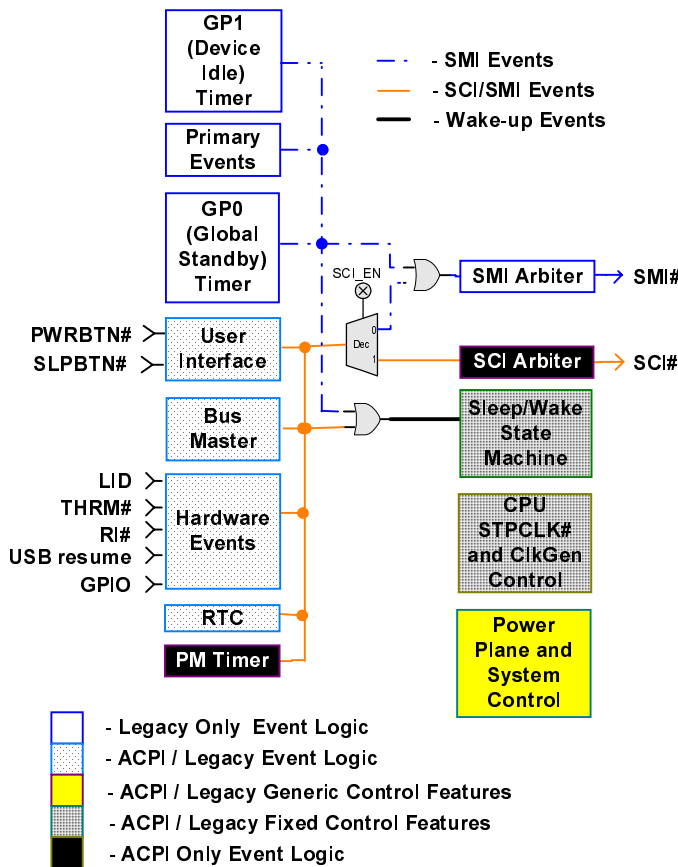 GP1
(Device
Idle)
Timer
- SMI Events
- SCI/SMI Events
- Wake-up Events
Primary
Events
GP0
(Global
Standby)
Timer
SCI_EN
SMI Arbiter
SMI#
PWRBTN#
SLPBTN#
User
Interface
0
Dec
1
SCI Arbiter
SCI#
Bus
Master
Sleep/Wake
State
Machine
LID
THRM#
RI#
USB resume
GPIO
Hardware
Events
CPU
STPCLK#
and ClkGen
Control
RTC
PM Timer
Power
Plane and
System
Control
- Legacy Only Event Logic
- ACPI / Legacy Event Logic
- ACPI / Legacy Generic Control Features
- ACPI / Legacy Fixed Control Features
- ACPI Only Event Logic